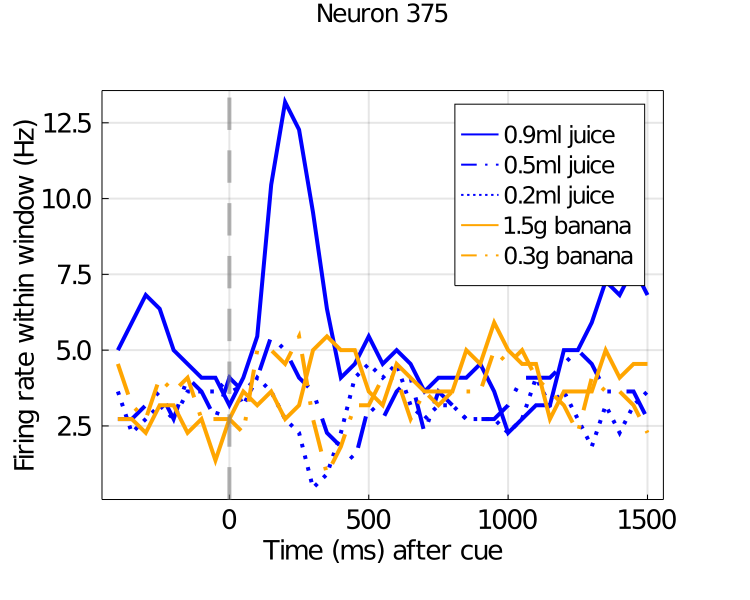 Neuron 375
Firing rate within window (Hz)
12.5
10.0
7.5
5.0
2.5
0.9ml juice
0.5ml juice
0.2ml juice
1.5g banana
0.3g banana
0 500 1000 1500
Time (ms) after cue